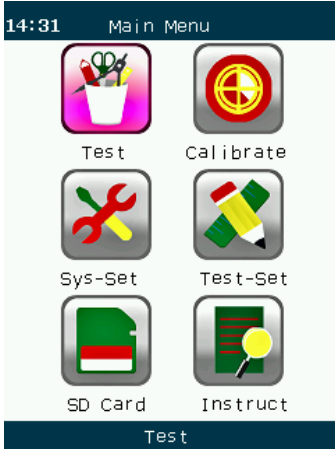 14:31 Main Menu
Test Calibrate
Sys-Set Test-Set
SD Card Instruct
Test